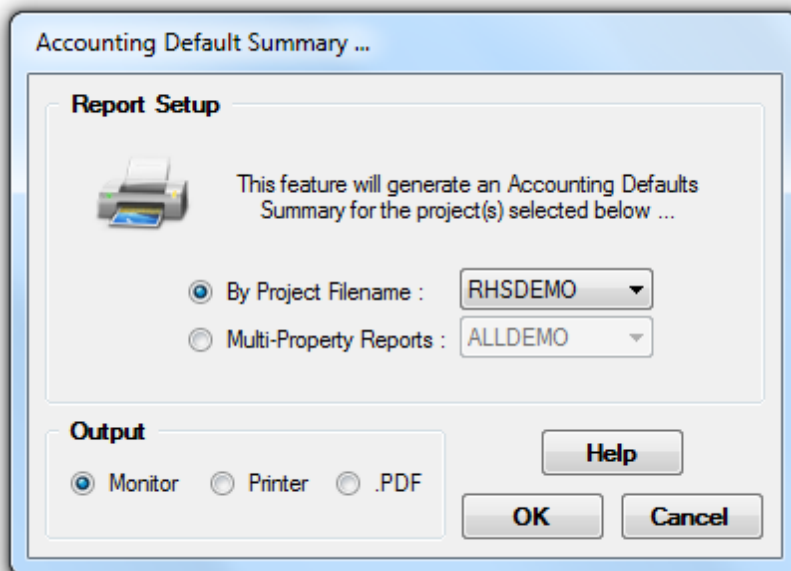 Accounting Default Summary ...
Report Setup
This feature will generate an Accounting Defaults
Summary for the project(s) selected below ...
By Project Filename : RHSDEMO
Multi-Property Reports : ALLDEMO
Output
Monitor Printer .PDF
Help
OK Cancel